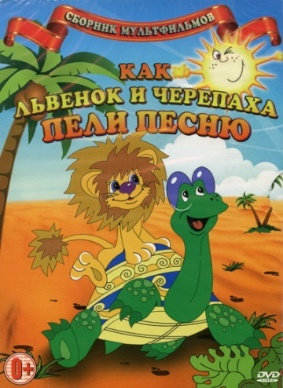 СБОРНИК МУЛЬТФИЛЬМОВ
КАК
ЛЬВЕНОК И ЧЕРЕПАХА
ПЕЛИ ПЕСНЮ
0+
DVD